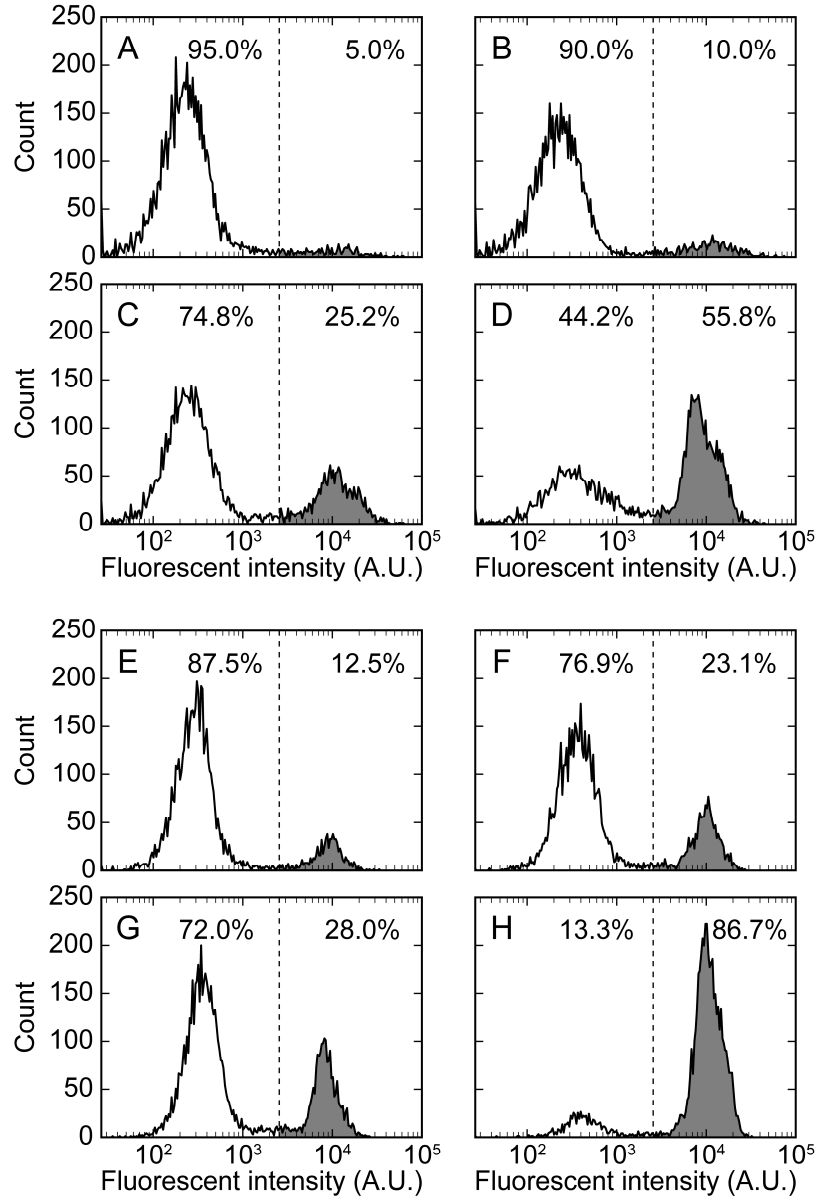 250
200
150
100
50
0
Count
A 95.0% 5.0%
B 90.0% 10.0%
250
200
150
100
50
0
Count
C 74.8% 25.2%
D 44.2% 55.8%
10² 10³ 10⁴ 10⁵
10² 10³ 10⁴ 10⁵
Fluorescent intensity (A.U.)
Fluorescent intensity (A.U.)
250
200
150
100
50
0
Count
E 87.5% 12.5%
F 76.9% 23.1%
250
200
150
100
50
0
Count
G 72.0% 28.0%
H 13.3% 86.7%
10² 10³ 10⁴ 10⁵
10² 10³ 10⁴ 10⁵
Fluorescent intensity (A.U.)
Fluorescent intensity (A.U.)